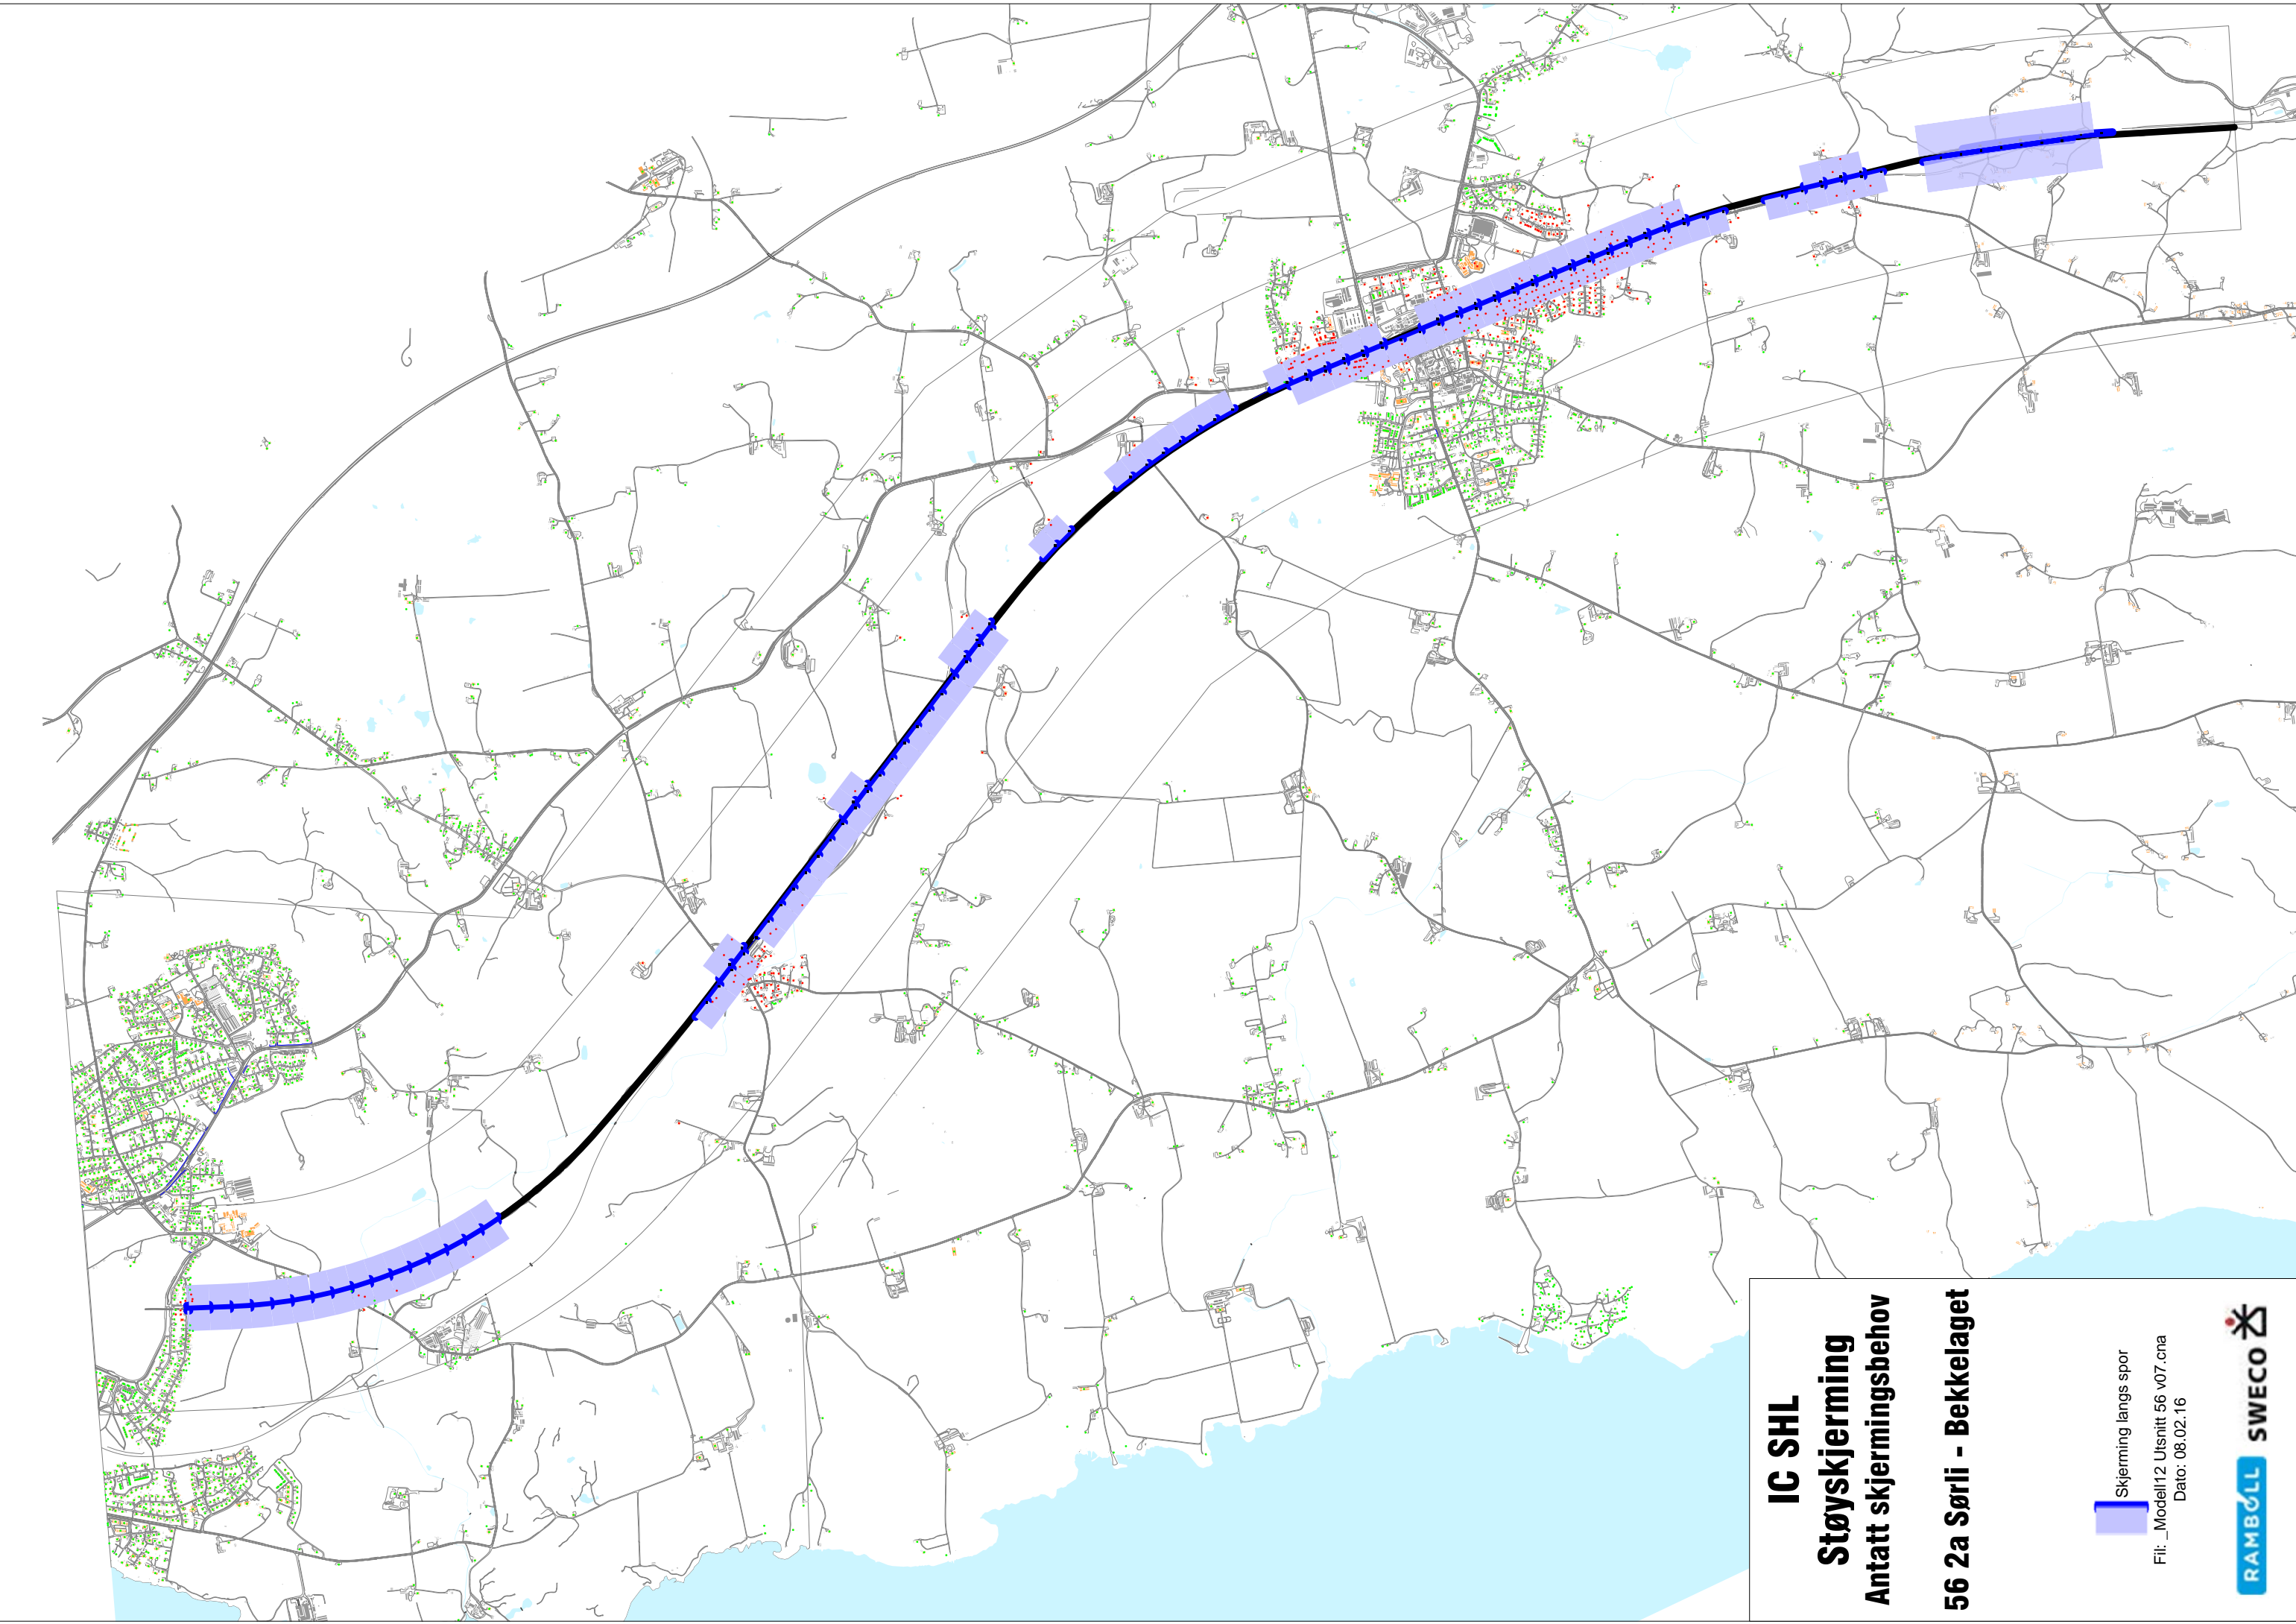 IC SHL
Støyskjerming
Antatt skjermingsbehov
56 2a Sørli - Bekkelaget
Skjerming langs spor
Fil: _Modell12 Utsnitt 56 v07.cna
Dato: 08.02.16
RAMBOLL SWECO